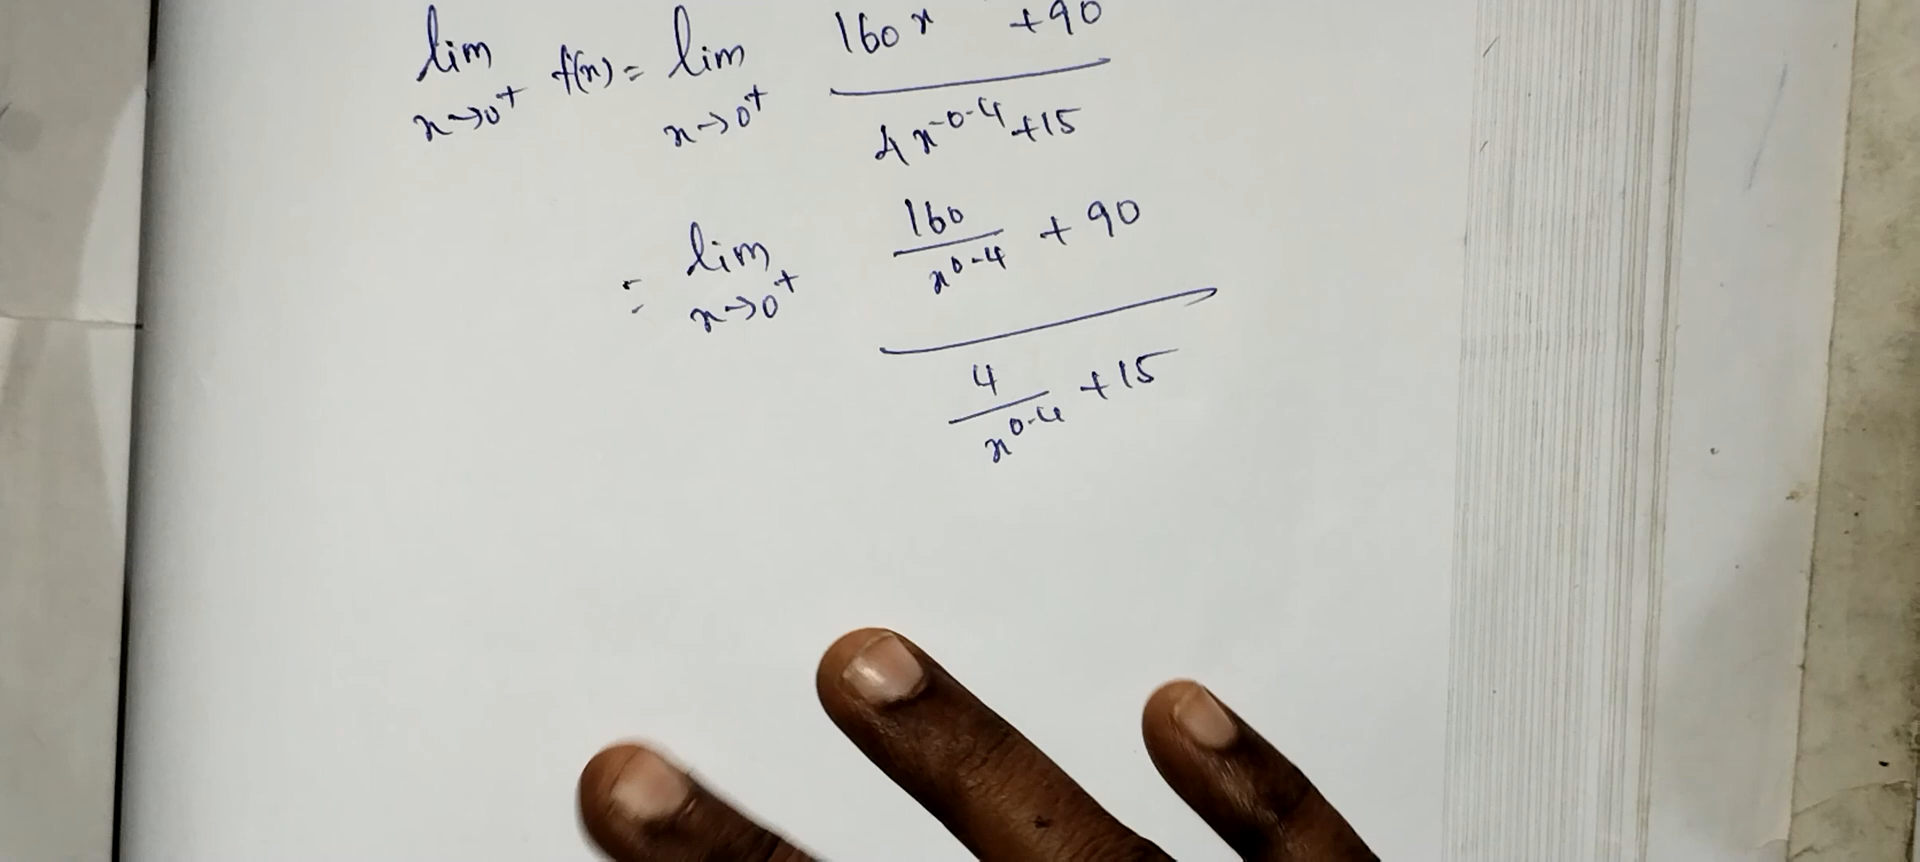 lim f(x) = lim 160x +90
x→0⁺ x→0⁺ 4x^-0.4 +15
= lim 160/x^0.4 + 90
x→0⁺ 4/x^0.4 +15